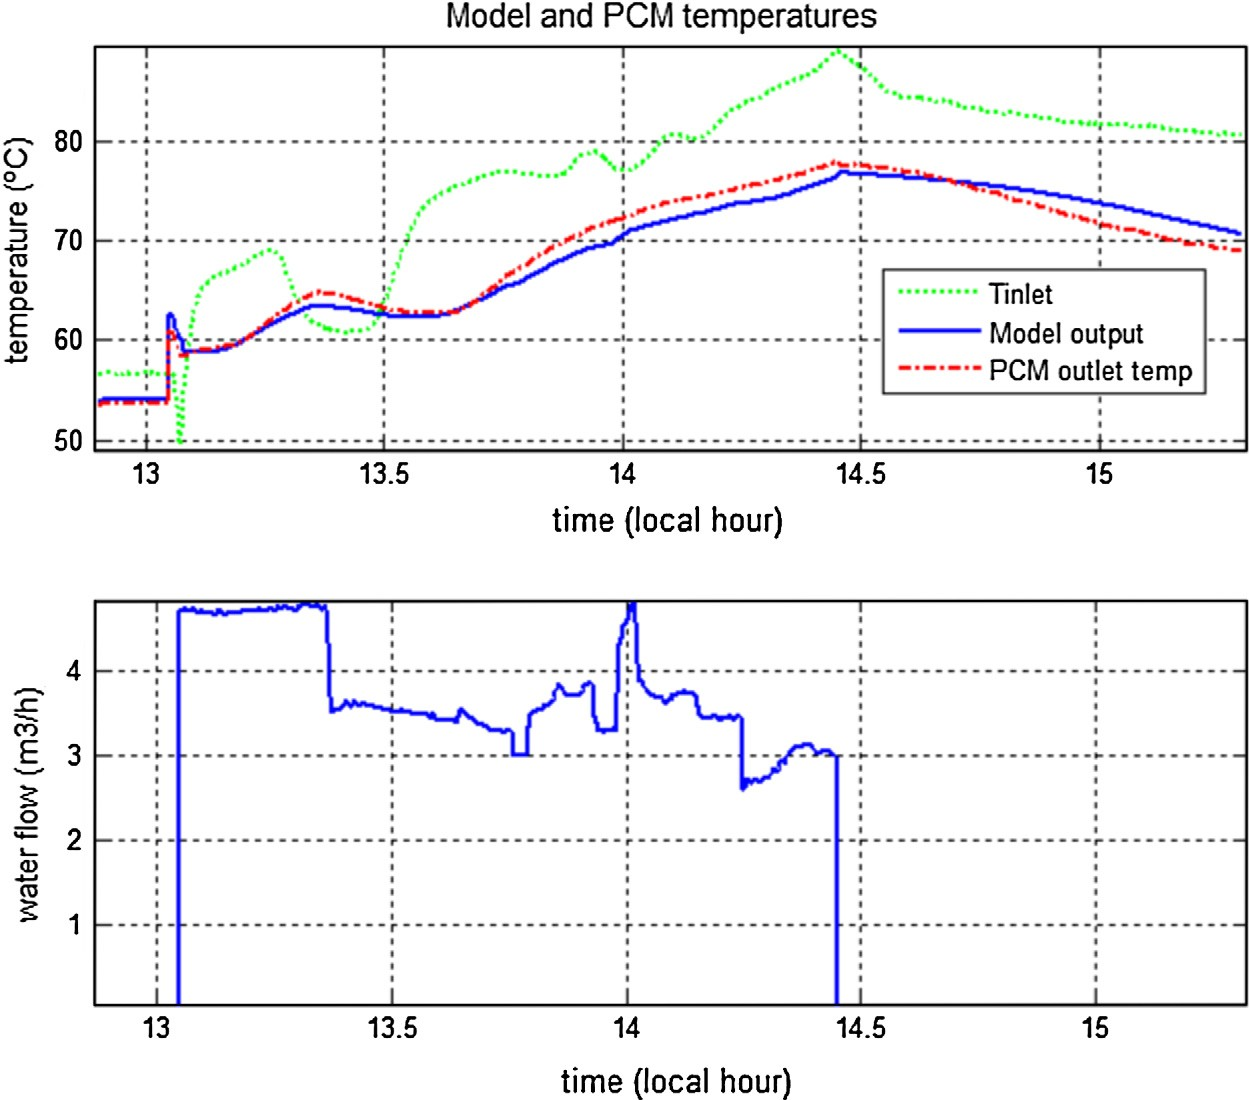 Model and PCM temperatures
temperature (ºC)
80
70
60
50
Tinlet
Model output
PCM outlet temp
13
13.5
14
14.5
15
time (local hour)
water flow (m3/h)
4
3
2
1
13
13.5
14
14.5
15
time (local hour)